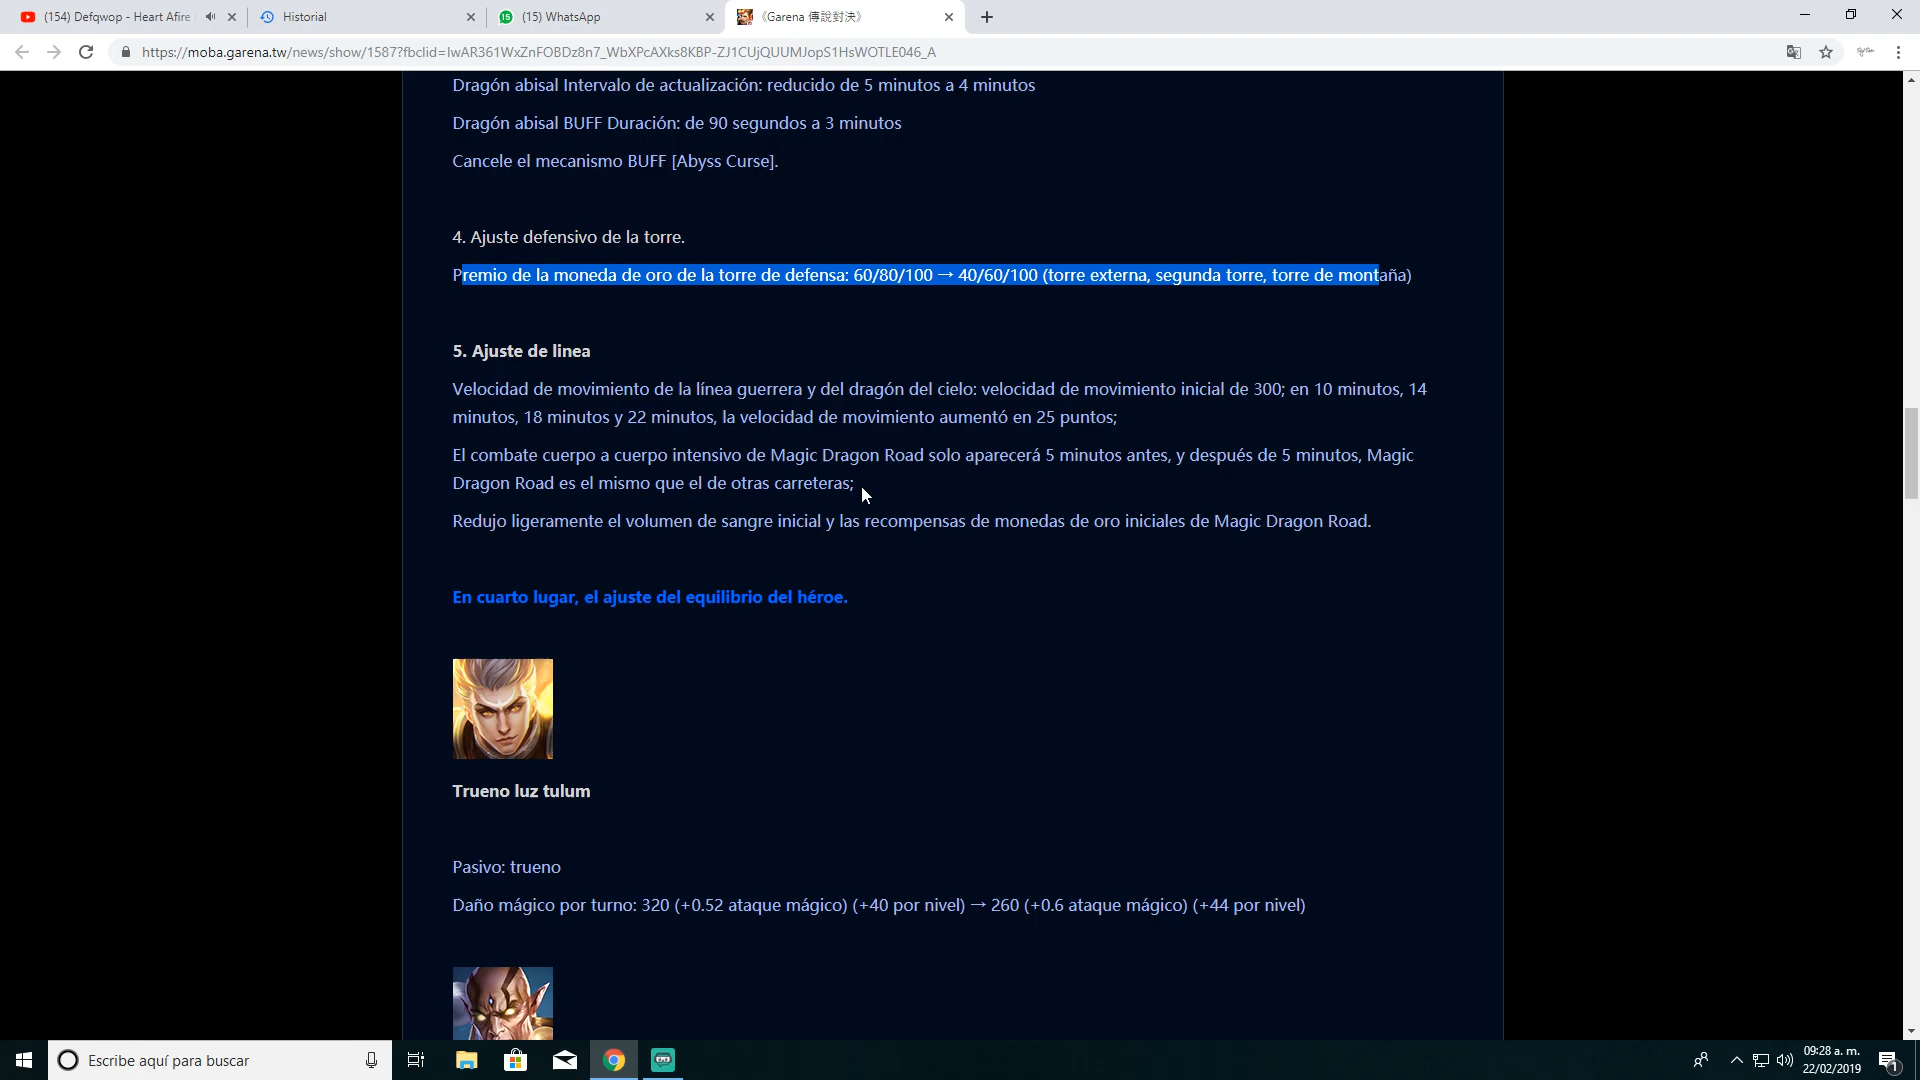 (154) Defqwop - Heart Afire
Historial
(15) WhatsApp
《Garena 傳說對決》
https://moba.garena.tw/news/show/1587?fbclid=IwAR361WxZnFOBDz8n7_WbXPcAXks8KBP-ZJ1CUjQUUMJopS1HsWOTLE046_A
Dragón abisal Intervalo de actualización: reducido de 5 minutos a 4 minutos
Dragón abisal BUFF Duración: de 90 segundos a 3 minutos
Cancele el mecanismo BUFF [Abyss Curse].
4. Ajuste defensivo de la torre.
Premio de la moneda de oro de la torre de defensa: 60/80/100 → 40/60/100 (torre externa, segunda torre, torre de montaña)
5. Ajuste de linea
Velocidad de movimiento de la línea guerrera y del dragón del cielo: velocidad de movimiento inicial de 300; en 10 minutos, 14
minutos, 18 minutos y 22 minutos, la velocidad de movimiento aumentó en 25 puntos;
El combate cuerpo a cuerpo intensivo de Magic Dragon Road solo aparecerá 5 minutos antes, y después de 5 minutos, Magic
Dragon Road es el mismo que el de otras carreteras;
Redujo ligeramente el volumen de sangre inicial y las recompensas de monedas de oro iniciales de Magic Dragon Road.
En cuarto lugar, el ajuste del equilibrio del héroe.
Trueno luz tulum
Pasivo: trueno
Daño mágico por turno: 320 (+0.52 ataque mágico) (+40 por nivel) → 260 (+0.6 ataque mágico) (+44 por nivel)
Escribe aquí para buscar
09:28 a. m.
22/02/2019
1